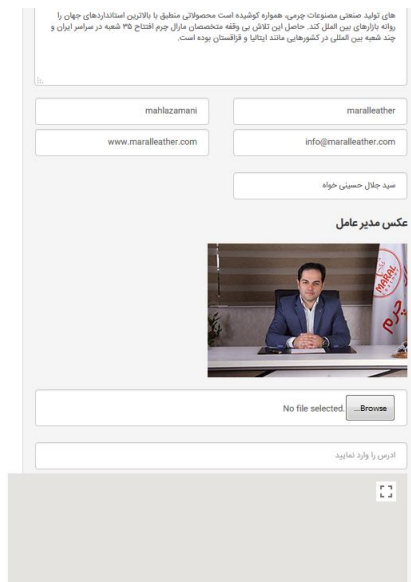 های تولید صنعتی مصنوعات چرمی، همواره کوشیده است محصولاتی منطبق با بالاترین استانداردهای جهان را
روانه بازارهای بین الملل کند. حاصل این تلاش بی وقفه متخصصان مارال چرم افتتاح ۳۵ شعبه در سراسر ایران و
چند شعبه بین المللی در کشورهایی مانند ایتالیا و قزاقستان بوده است.
maralleather
mahlazamani
info@maralleather.com
www.maralleather.com
سید جلال حسینی خواه
عکس مدیر عامل
MARAL
چرم
Browse...
No file selected.
ادرس را وارد نمایید